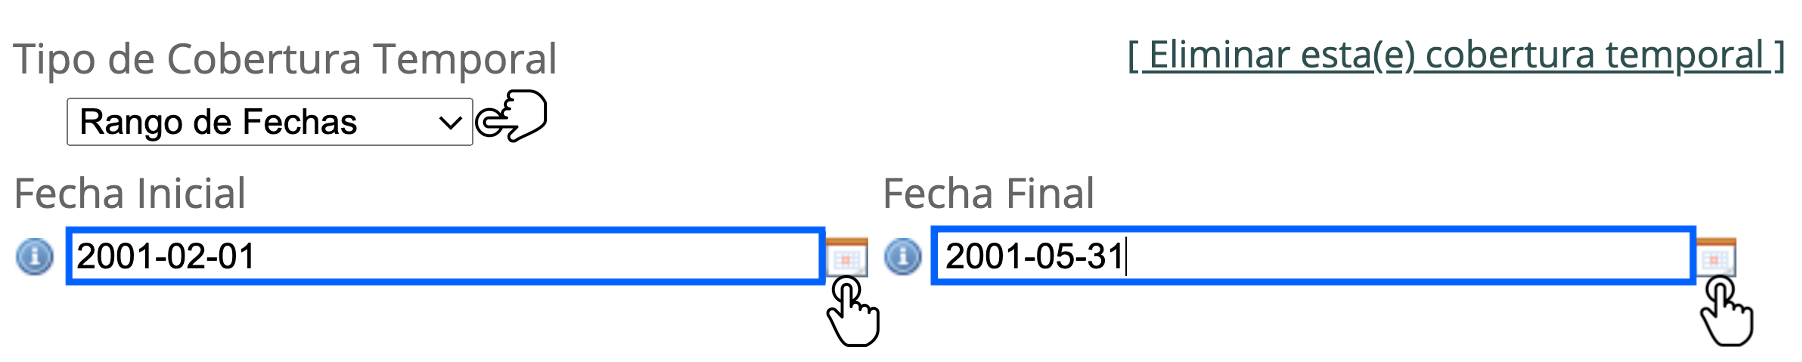 Tipo de Cobertura Temporal
[ Eliminar esta(e) cobertura temporal ]
Rango de Fechas
Fecha Inicial
Fecha Final
2001-02-01
2001-05-31